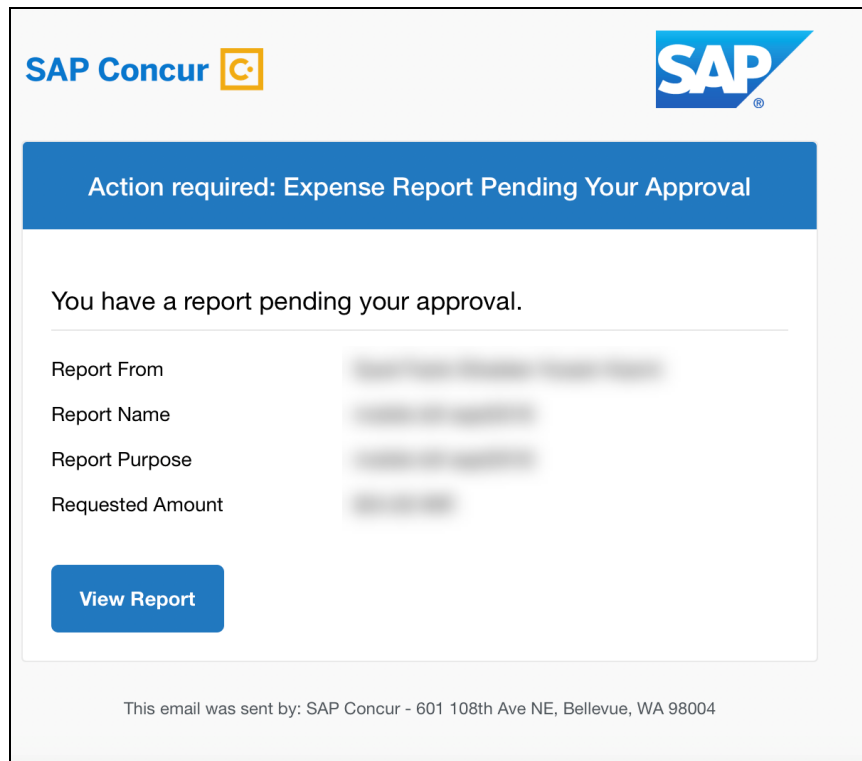 SAP Concur C
SAP ®
Action required: Expense Report Pending Your Approval
You have a report pending your approval.
Report From
Report Name
Report Purpose
Requested Amount
View Report
This email was sent by: SAP Concur - 601 108th Ave NE, Bellevue, WA 98004